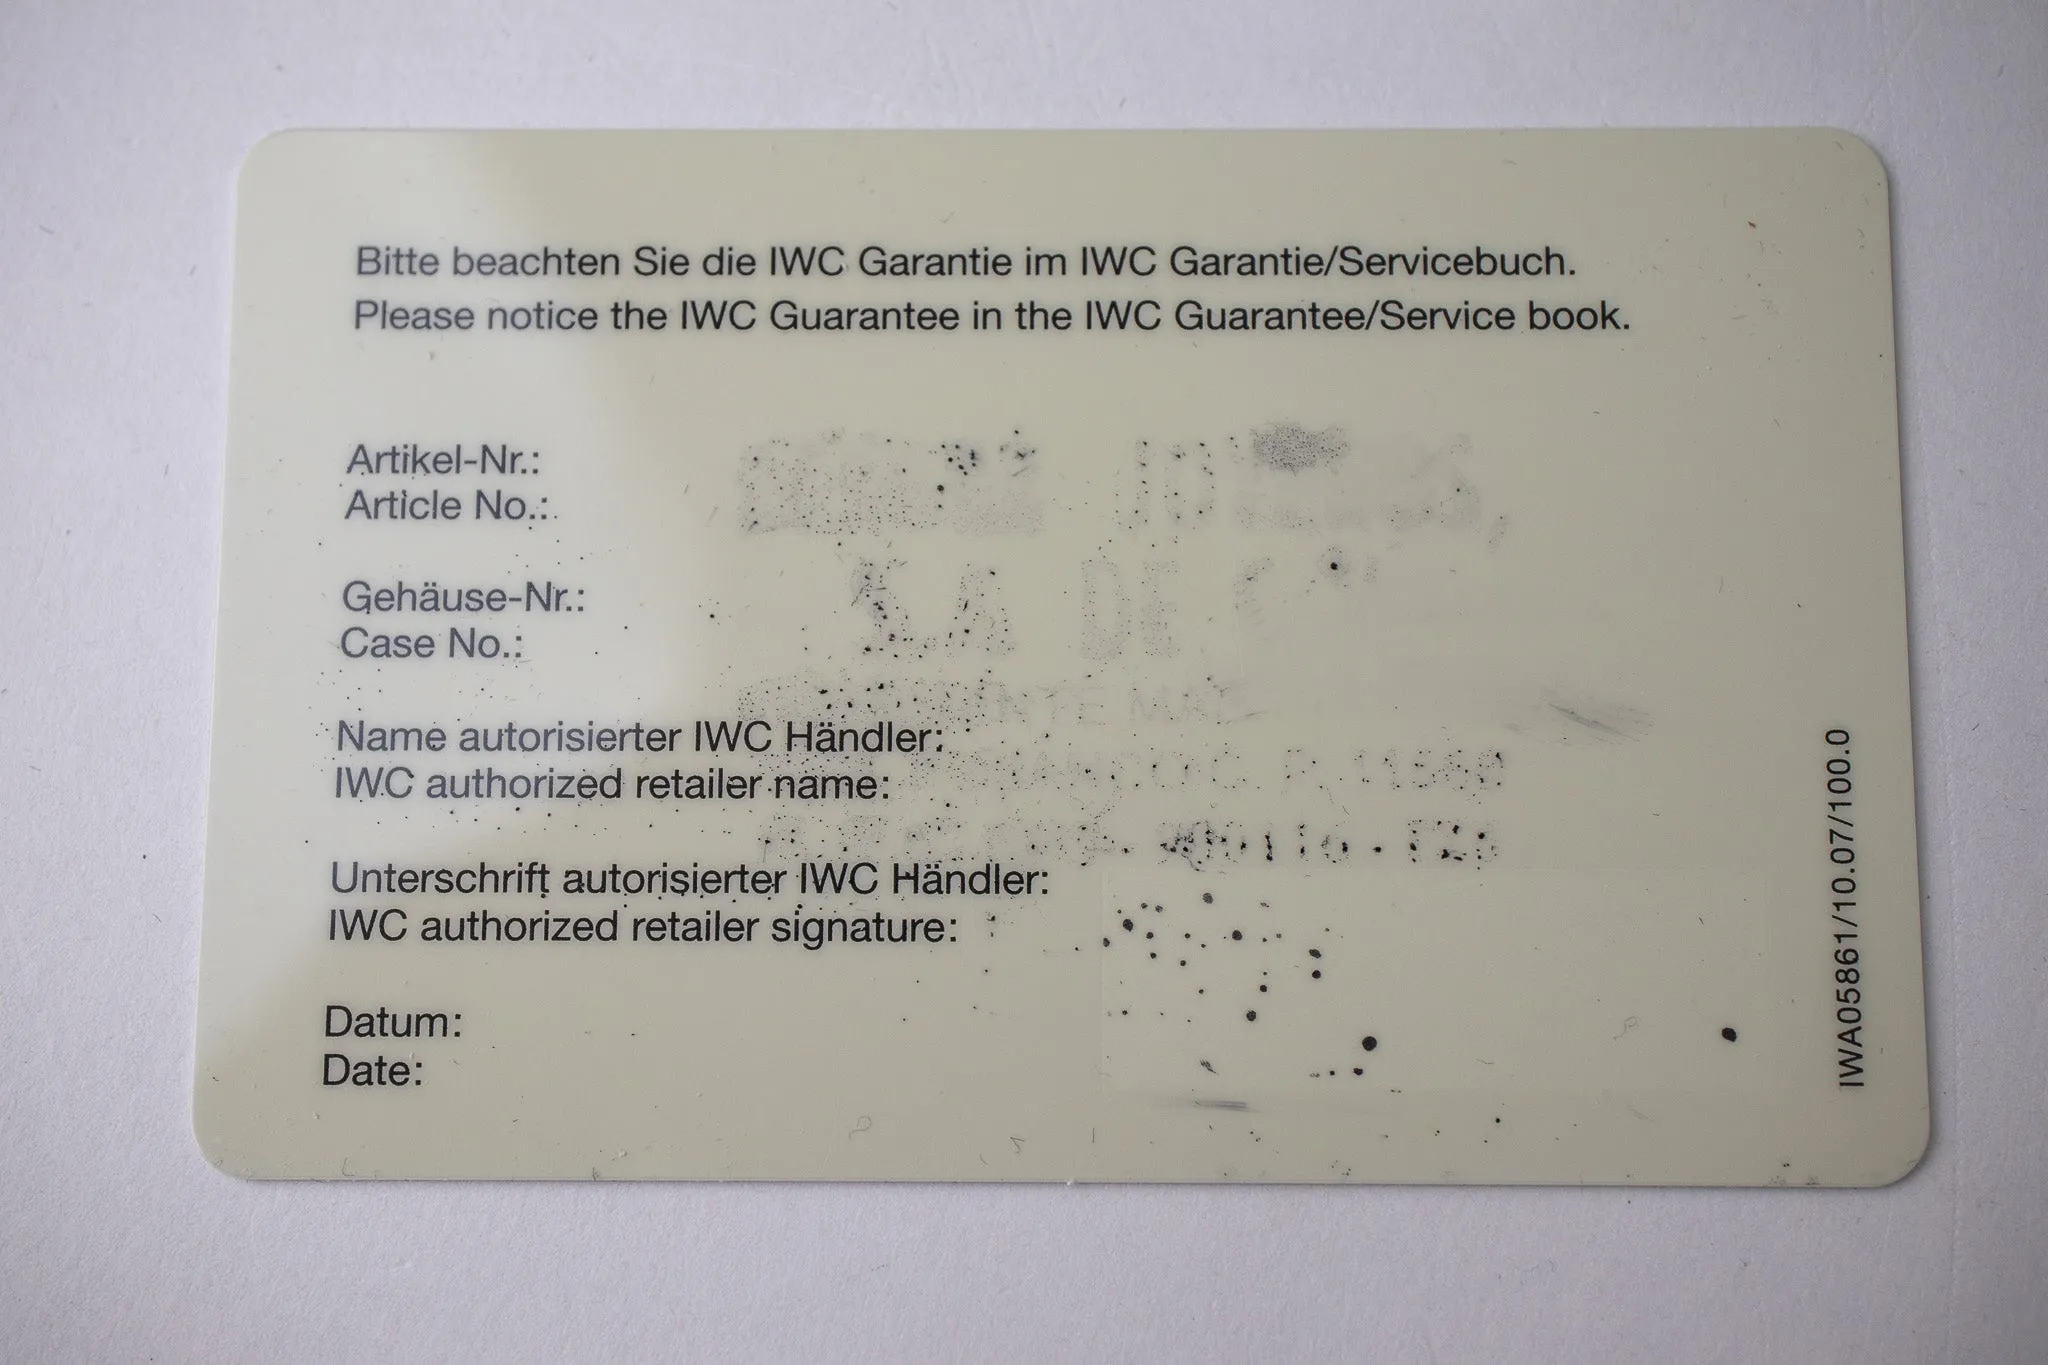 Bitte beachten Sie die IWC Garantie im IWC Garantie/Servicebuch.
Please notice the IWC Guarantee in the IWC Guarantee/Service book.
Artikel-Nr.:
Article No.:
Gehäuse-Nr.:
Case No.:
DE
Name autorisierter IWC Händler:
IWC authorized retailer name:
Unterschrift autorisierter IWC Händler:
IWC authorized retailer signature:
Datum:
Date:
IWA05861/10.07/100.0